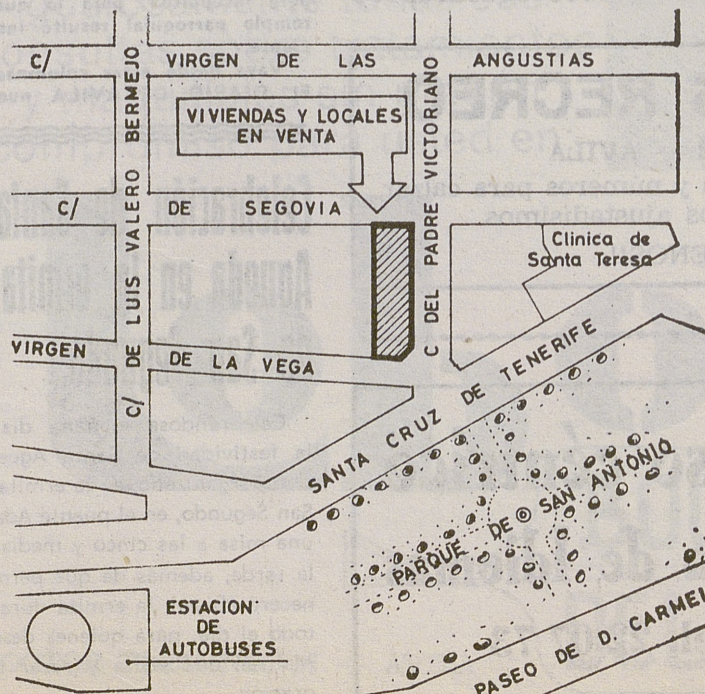 C/ VIRGEN DE LAS ANGUSTIAS
VIVIENDAS Y LOCALES
EN VENTA
C/ DE SEGOVIA
C/ DE LUIS VALERO BERMEJO
C DEL PADRE VICTORIANO
Clinica de
Santa Teresa
VIRGEN DE LA VEGA
SANTA CRUZ DE TENERIFE
PARQUE DE SAN ANTONIO
ESTACION
DE
AUTOBUSES
PASEO DE D. CARMEL